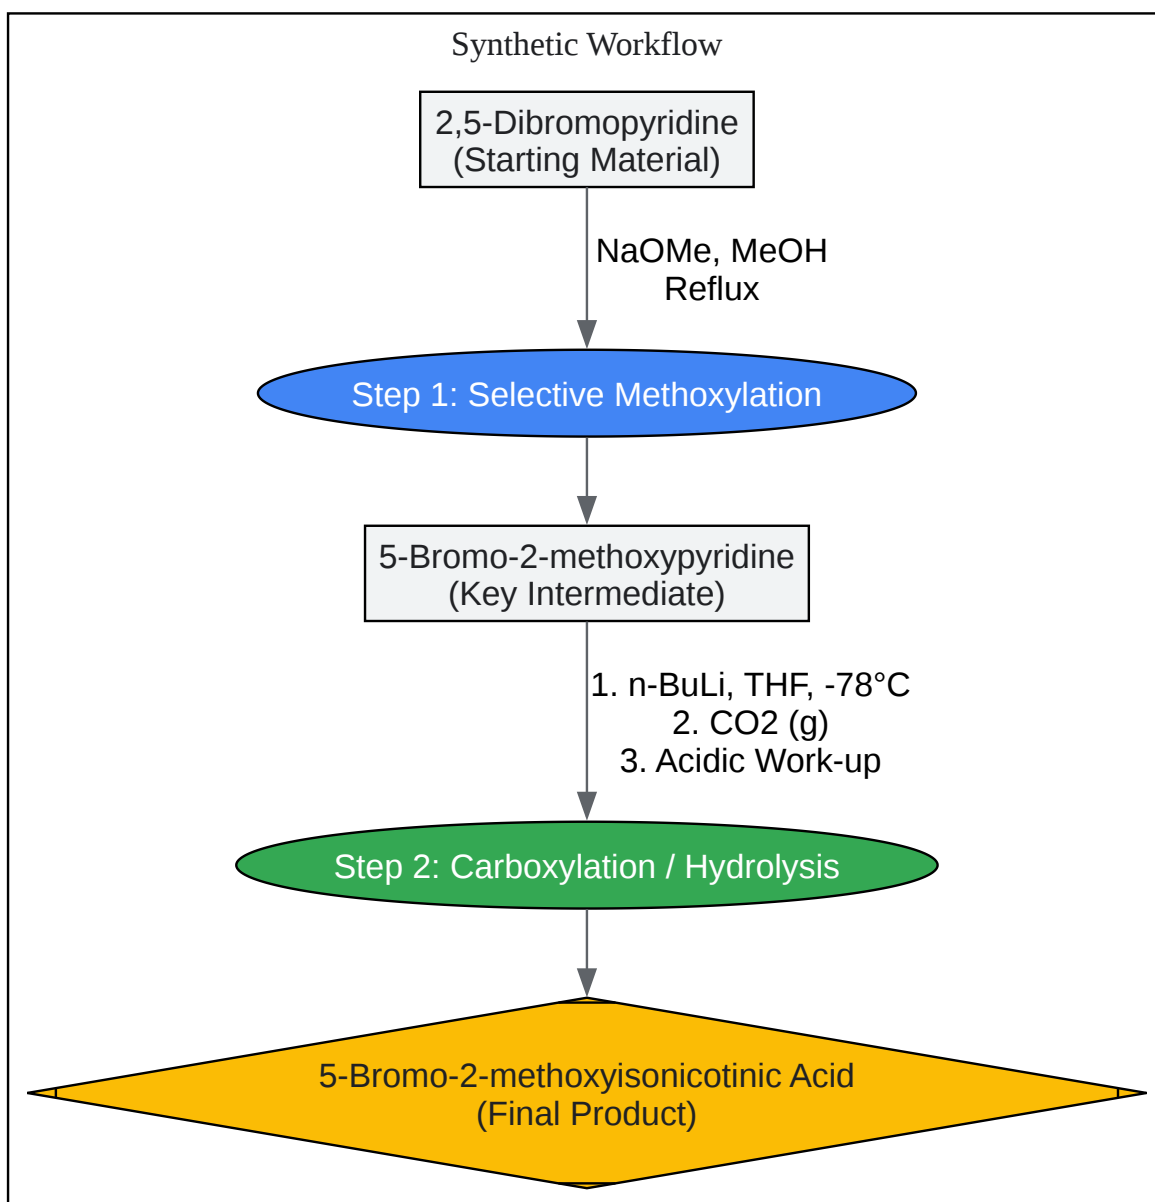 Synthetic Workflow
2,5-Dibromopyridine
(Starting Material)
NaOMe, MeOH
Reflux
Step 1: Selective Methoxylation
5-Bromo-2-methoxypyridine
(Key Intermediate)
1. n-BuLi, THF, -78°C
2. CO2 (g)
3. Acidic Work-up
Step 2: Carboxylation / Hydrolysis
5-Bromo-2-methoxyisonicotinic Acid
(Final Product)